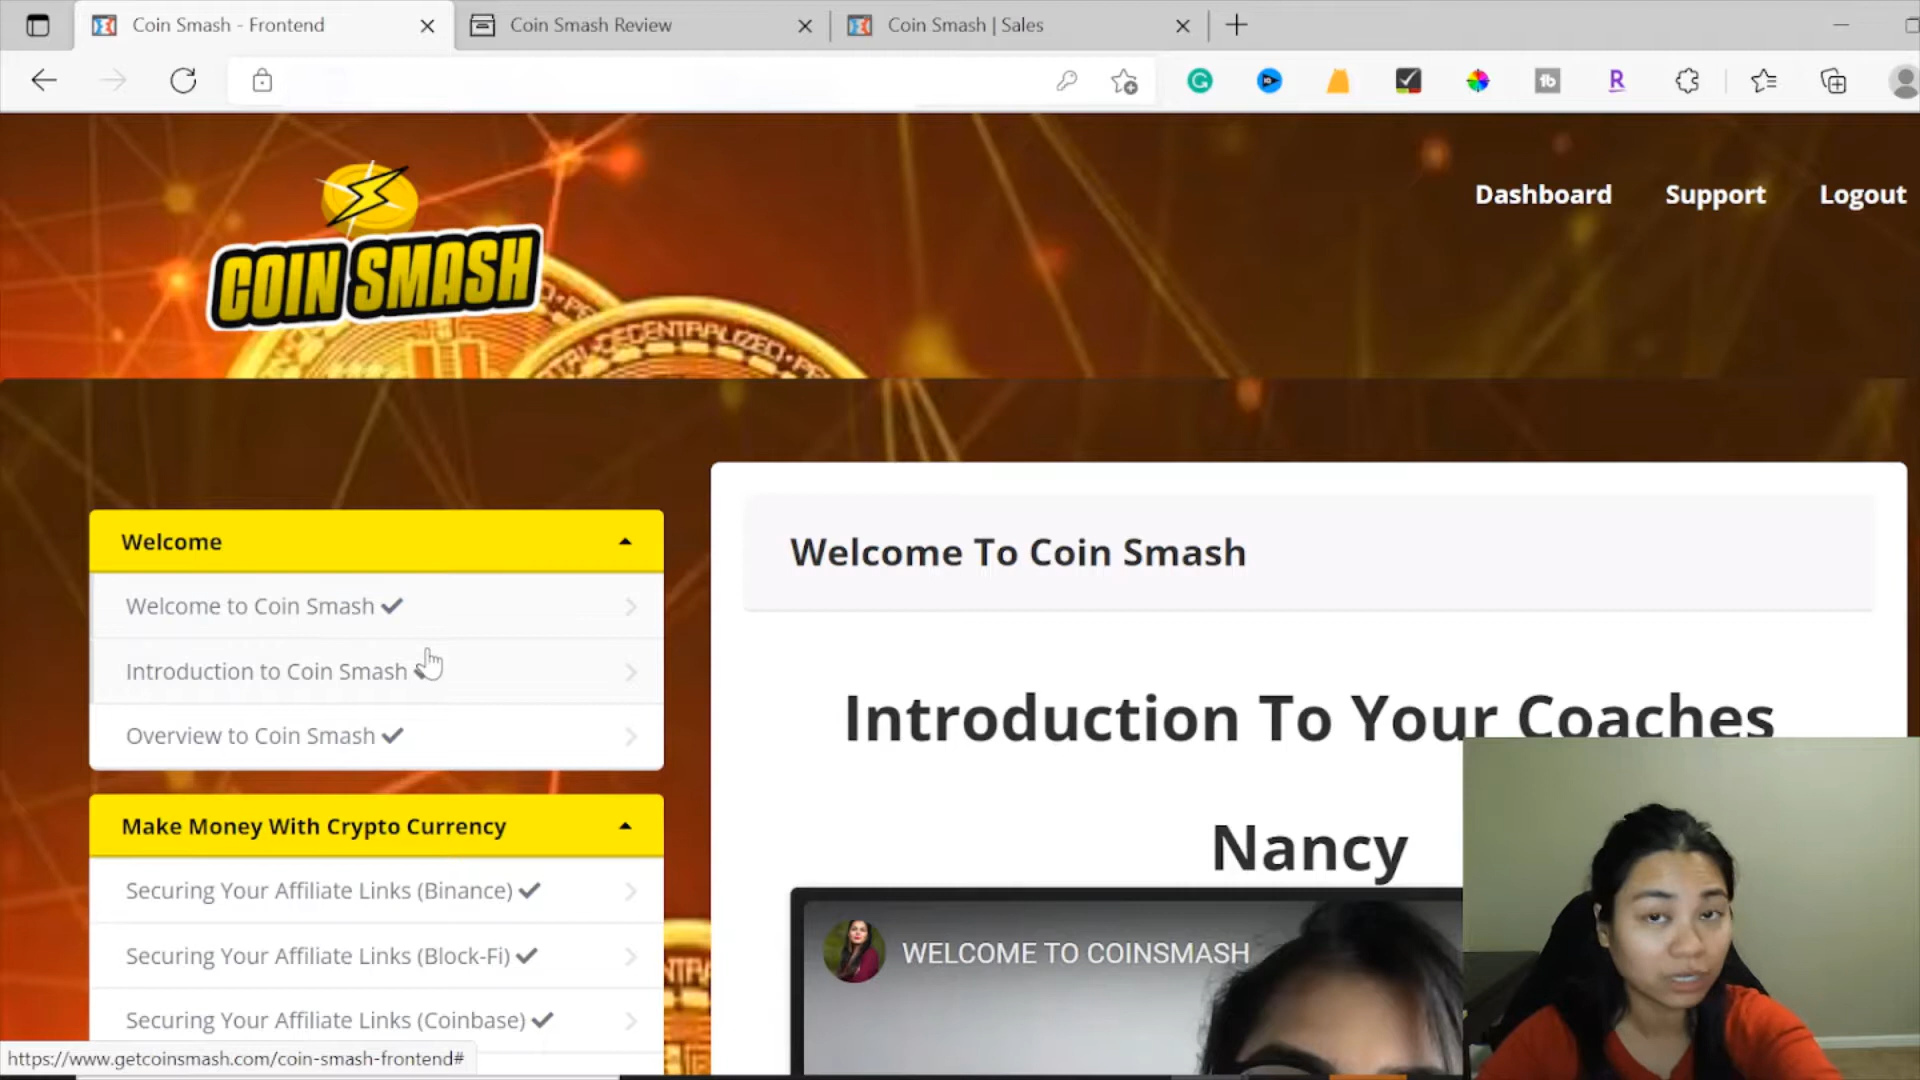 Coin Smash - Frontend
Coin Smash Review
Coin Smash | Sales
COIN SMASH
DECENTRALIZED
Dashboard
Support
Logout
Welcome
Welcome to Coin Smash
Introduction to Coin Smash
Overview to Coin Smash
Make Money With Crypto Currency
Securing Your Affiliate Links (Binance)
Securing Your Affiliate Links (Block-Fi)
Securing Your Affiliate Links (Coinbase)
https://www.getcoinsmash.com/coin-smash-frontend#
Welcome To Coin Smash
Introduction To Your Coaches
Nancy
WELCOME TO COINSMASH